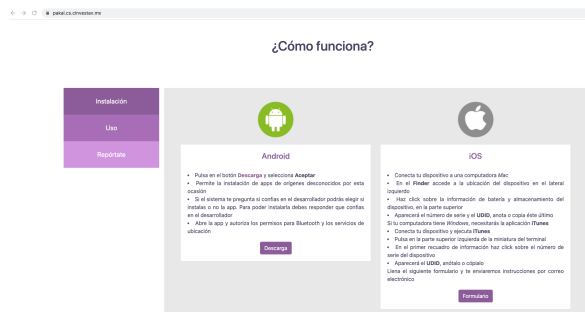 pakal.cs.cinvestav.mx
¿Cómo funciona?
Instalación
Uso
Repórtate
Android
• Pulsa en el botón Descarga y selecciona Aceptar
• Permite la instalación de apps de orígenes desconocidos por esta
ocasión
• Si el sistema te pregunta si confias en el desarrollador podrás elegir si
instalas o no la app. Para poder instalarla debes responder que confias
en el desarrollador
• Abre la app y autoriza los permisos para Bluetooth y los servicios de
ubicación
Descarga
iOS
• Conecta tu dispositivo a una computadora Mac
• En el Finder accede a la ubicación del dispositivo en el lateral
izquierdo
• Haz click sobre la información de batería y almacenamiento del
dispositivo, en la parte superior
• Aparecerá el número de serie y el UDID, anota o copia éste último
Si tu computadora tiene Windows, necesitarás la aplicación iTunes
• Conecta tu dispositivo y ejecuta iTunes
• Pulsa en la parte superior izquierda de la miniatura del terminal
• En el primer recuadro de información haz click sobre el número de
serie del dispositivo
• Aparecerá el UDID, anótalo o cópialo
Llena el siguiente formulario y te enviaremos instrucciones por correo
electrónico
Formulario